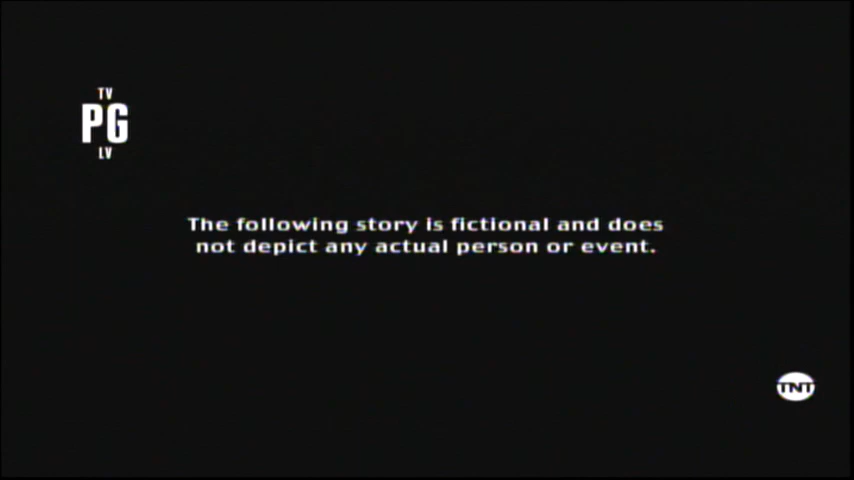 TV
PG
LV
The following story is fictional and does
not depict any actual person or event.
TNT